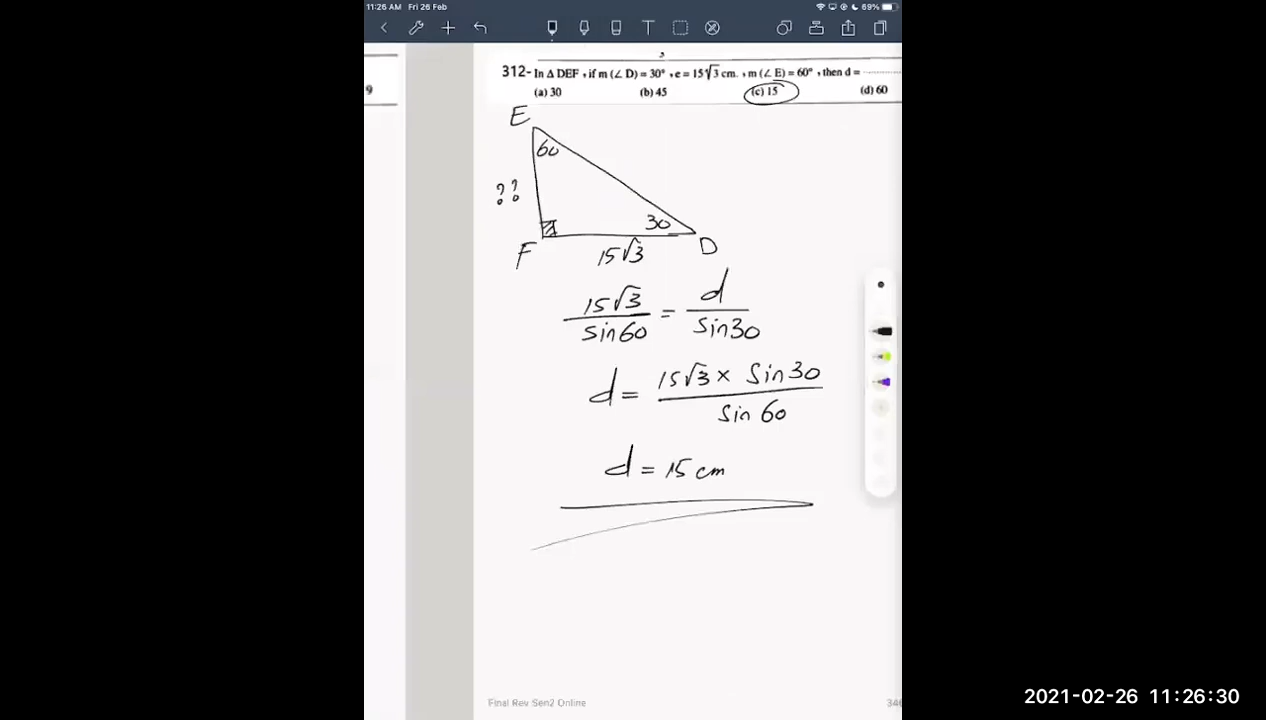 11:26 AM Fri 26 Feb
69%
T
9
312- In Δ DEF , if m (∠ D) = 30° , e = 15√3 cm. , m (∠ E) = 60° , then d = ............
(a) 30 (b) 45 (c) 15 (d) 60
E
60
? ?
30
F
15√3
D
15√3 / sin60 = d / sin30
d = 15√3 × Sin30 / Sin 60
d = 15 cm
Final Rev Sen2 Online
346
2021-02-26 11:26:30